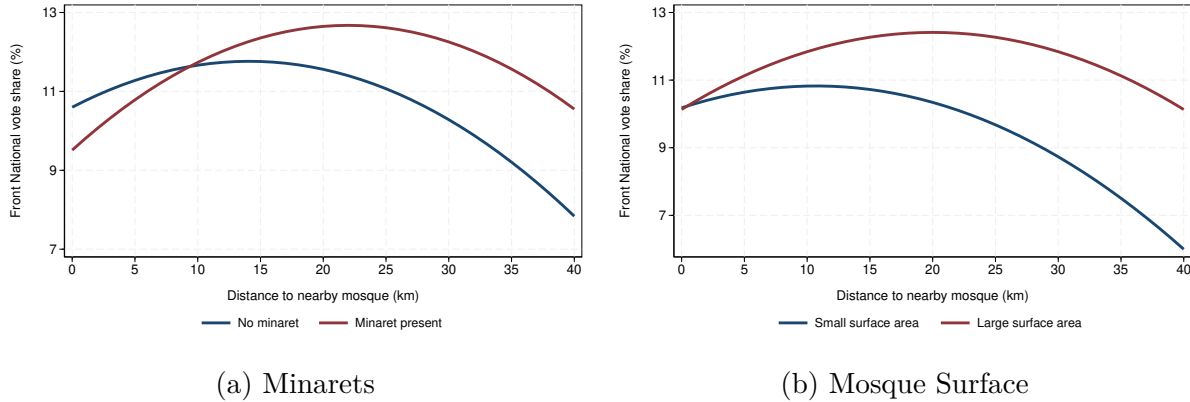 Front National vote share (%)
13
11
9
7
0 5 10 15 20 25 30 35 40
Distance to nearby mosque (km)
No minaret Minaret present
(a) Minarets
Front National vote share (%)
13
11
9
7
0 5 10 15 20 25 30 35 40
Distance to nearby mosque (km)
Small surface area Large surface area
(b) Mosque Surface